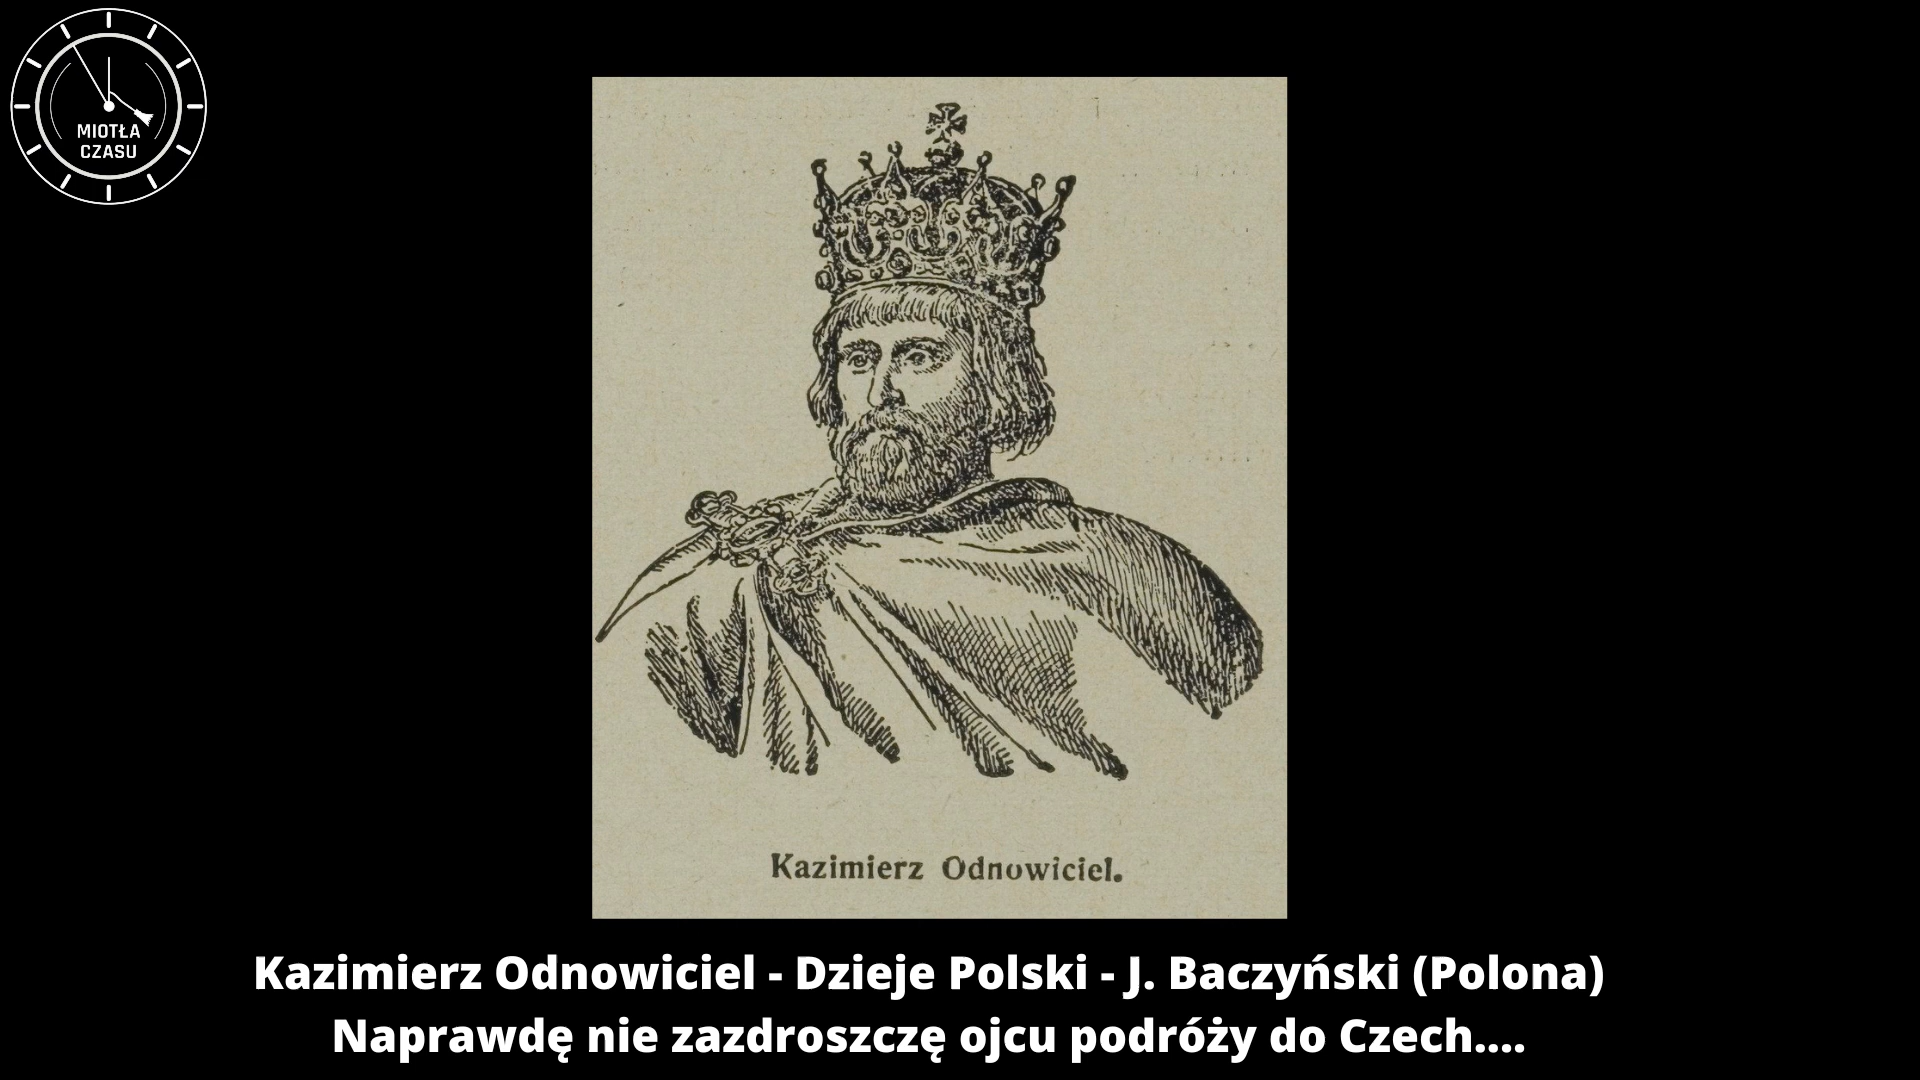 MIOTŁA
CZASU
Kazimierz Odnowiciel.
Kazimierz Odnowiciel - Dzieje Polski - J. Baczyński (Polona)
Naprawdę nie zazdroszczę ojcu podróży do Czech....